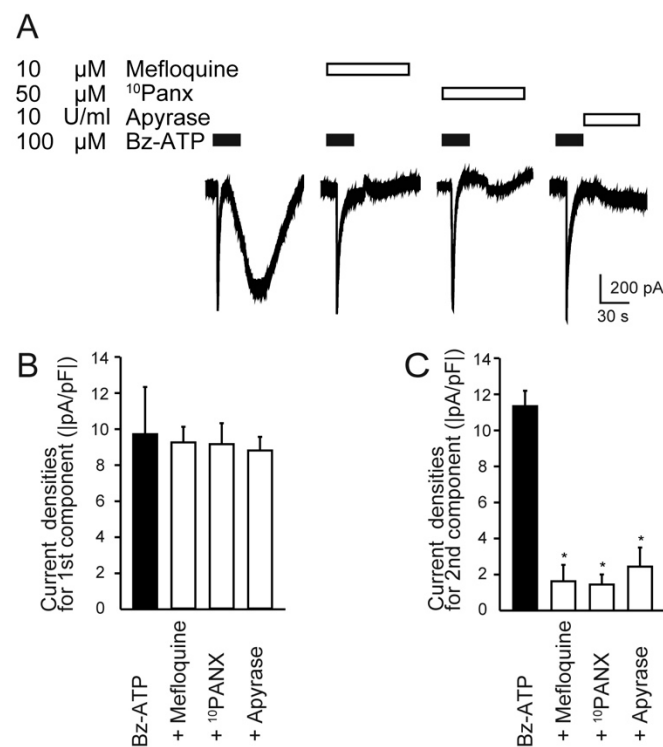 A
10 µM Mefloquine
50 µM ¹⁰Panx
10 U/ml Apyrase
100 µM Bz-ATP
200 pA
30 s
B
Current densities
for 1st component (|pA/pF|)
14
12
10
8
6
4
2
0
Bz-ATP
+ Mefloquine
+ ¹⁰PANX
+ Apyrase
C
Current densities
for 2nd component (|pA/pF|)
14
12
10
8
6
4
2
0
* * *
Bz-ATP
+ Mefloquine
+ ¹⁰PANX
+ Apyrase